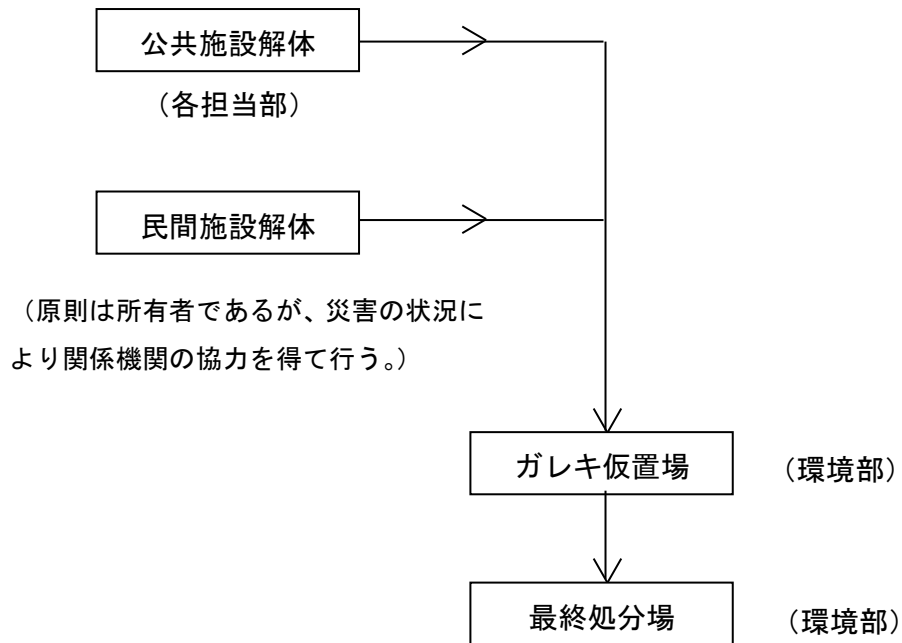 公共施設解体
（各担当部）
民間施設解体
（原則は所有者であるが、災害の状況に
より関係機関の協力を得て行う。）
ガレキ仮置場
（環境部）
最終処分場
（環境部）